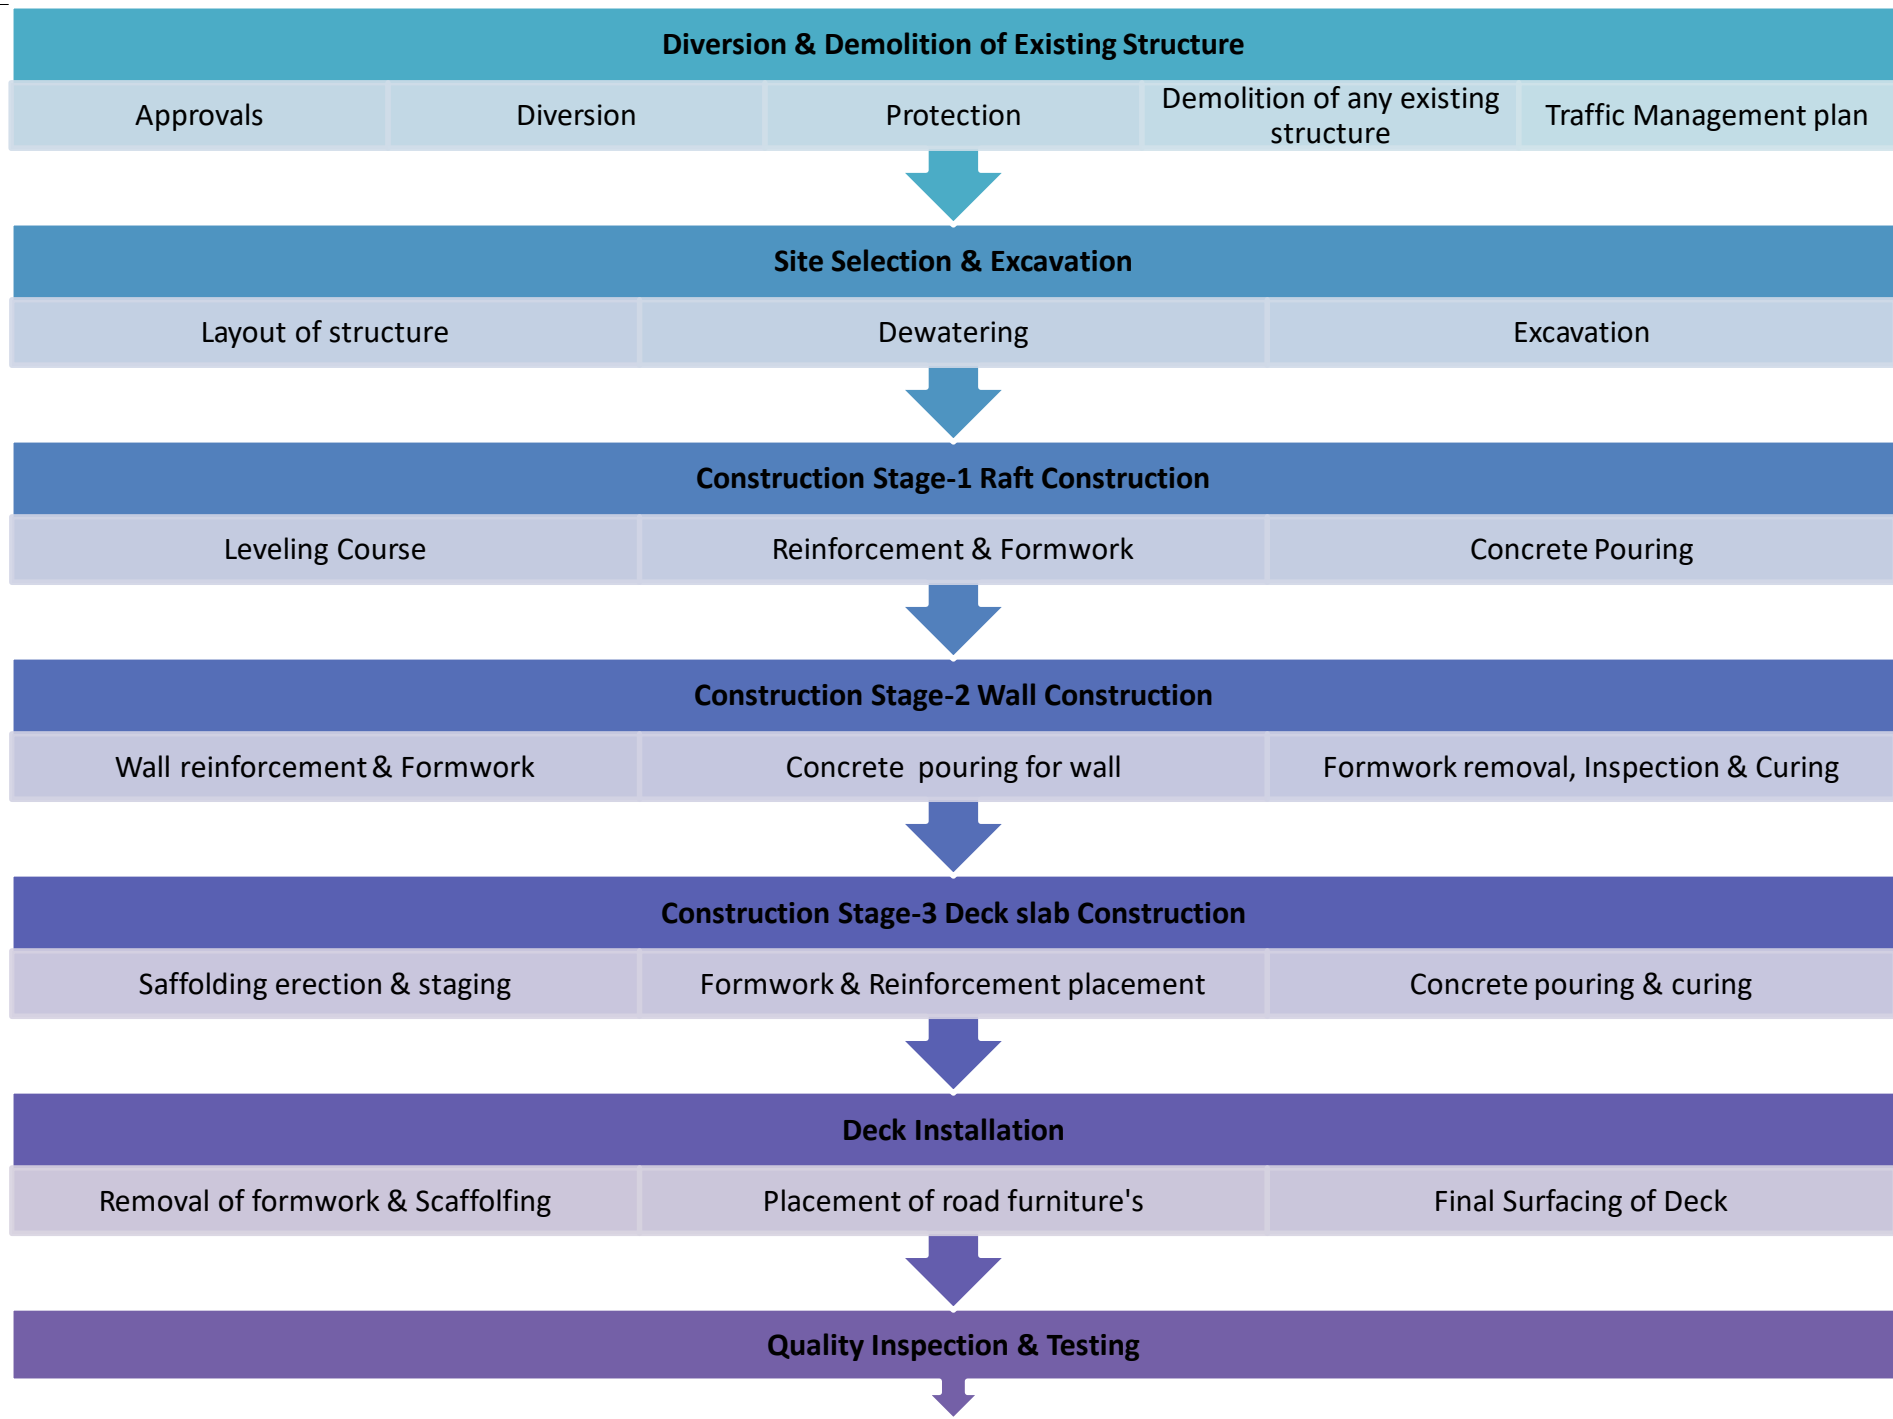 Diversion & Demolition of Existing Structure
Approvals
Diversion
Protection
Demolition of any existing
structure
Traffic Management plan
Site Selection & Excavation
Layout of structure
Dewatering
Excavation
Construction Stage-1 Raft Construction
Leveling Course
Reinforcement & Formwork
Concrete Pouring
Construction Stage-2 Wall Construction
Wall reinforcement & Formwork
Concrete pouring for wall
Formwork removal, Inspection & Curing
Construction Stage-3 Deck slab Construction
Saffolding erection & staging
Formwork & Reinforcement placement
Concrete pouring & curing
Deck Installation
Removal of formwork & Scaffolfing
Placement of road furniture's
Final Surfacing of Deck
Quality Inspection & Testing